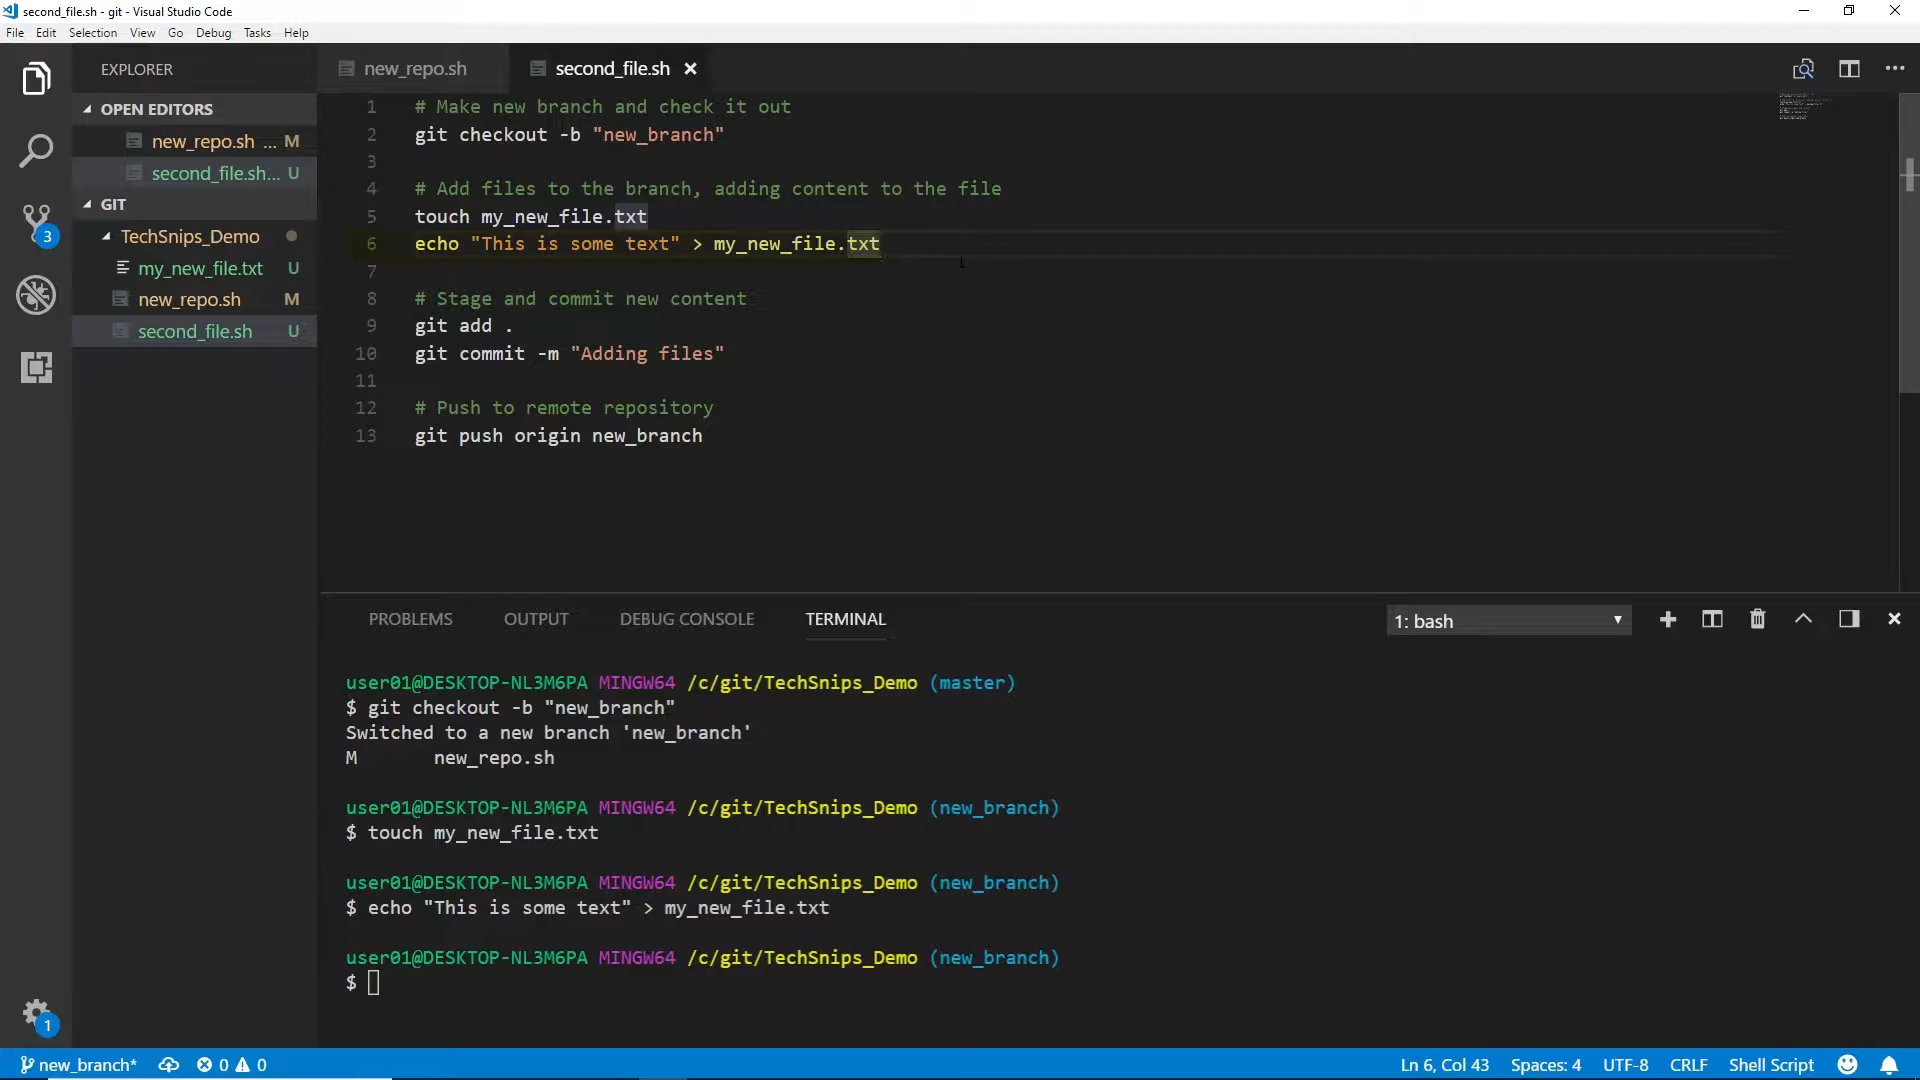 second_file.sh - git - Visual Studio Code
File Edit Selection View Go Debug Tasks Help
EXPLORER
OPEN EDITORS
new_repo.sh ... M
second_file.sh... U
GIT
TechSnips_Demo
my_new_file.txt U
new_repo.sh M
second_file.sh U
3
1
new_repo.sh
second_file.sh
1 # Make new branch and check it out
2 git checkout -b "new_branch"
3
4 # Add files to the branch, adding content to the file
5 touch my_new_file.txt
6 echo "This is some text" > my_new_file.txt
7
8 # Stage and commit new content
9 git add .
10 git commit -m "Adding files"
11
12 # Push to remote repository
13 git push origin new_branch
PROBLEMS OUTPUT DEBUG CONSOLE TERMINAL
1: bash
user01@DESKTOP-NL3M6PA MINGW64 /c/git/TechSnips_Demo (master)
$ git checkout -b "new_branch"
Switched to a new branch 'new_branch'
M new_repo.sh
user01@DESKTOP-NL3M6PA MINGW64 /c/git/TechSnips_Demo (new_branch)
$ touch my_new_file.txt
user01@DESKTOP-NL3M6PA MINGW64 /c/git/TechSnips_Demo (new_branch)
$ echo "This is some text" > my_new_file.txt
user01@DESKTOP-NL3M6PA MINGW64 /c/git/TechSnips_Demo (new_branch)
$
new_branch* 0 0 Ln 6, Col 43 Spaces: 4 UTF-8 CRLF Shell Script